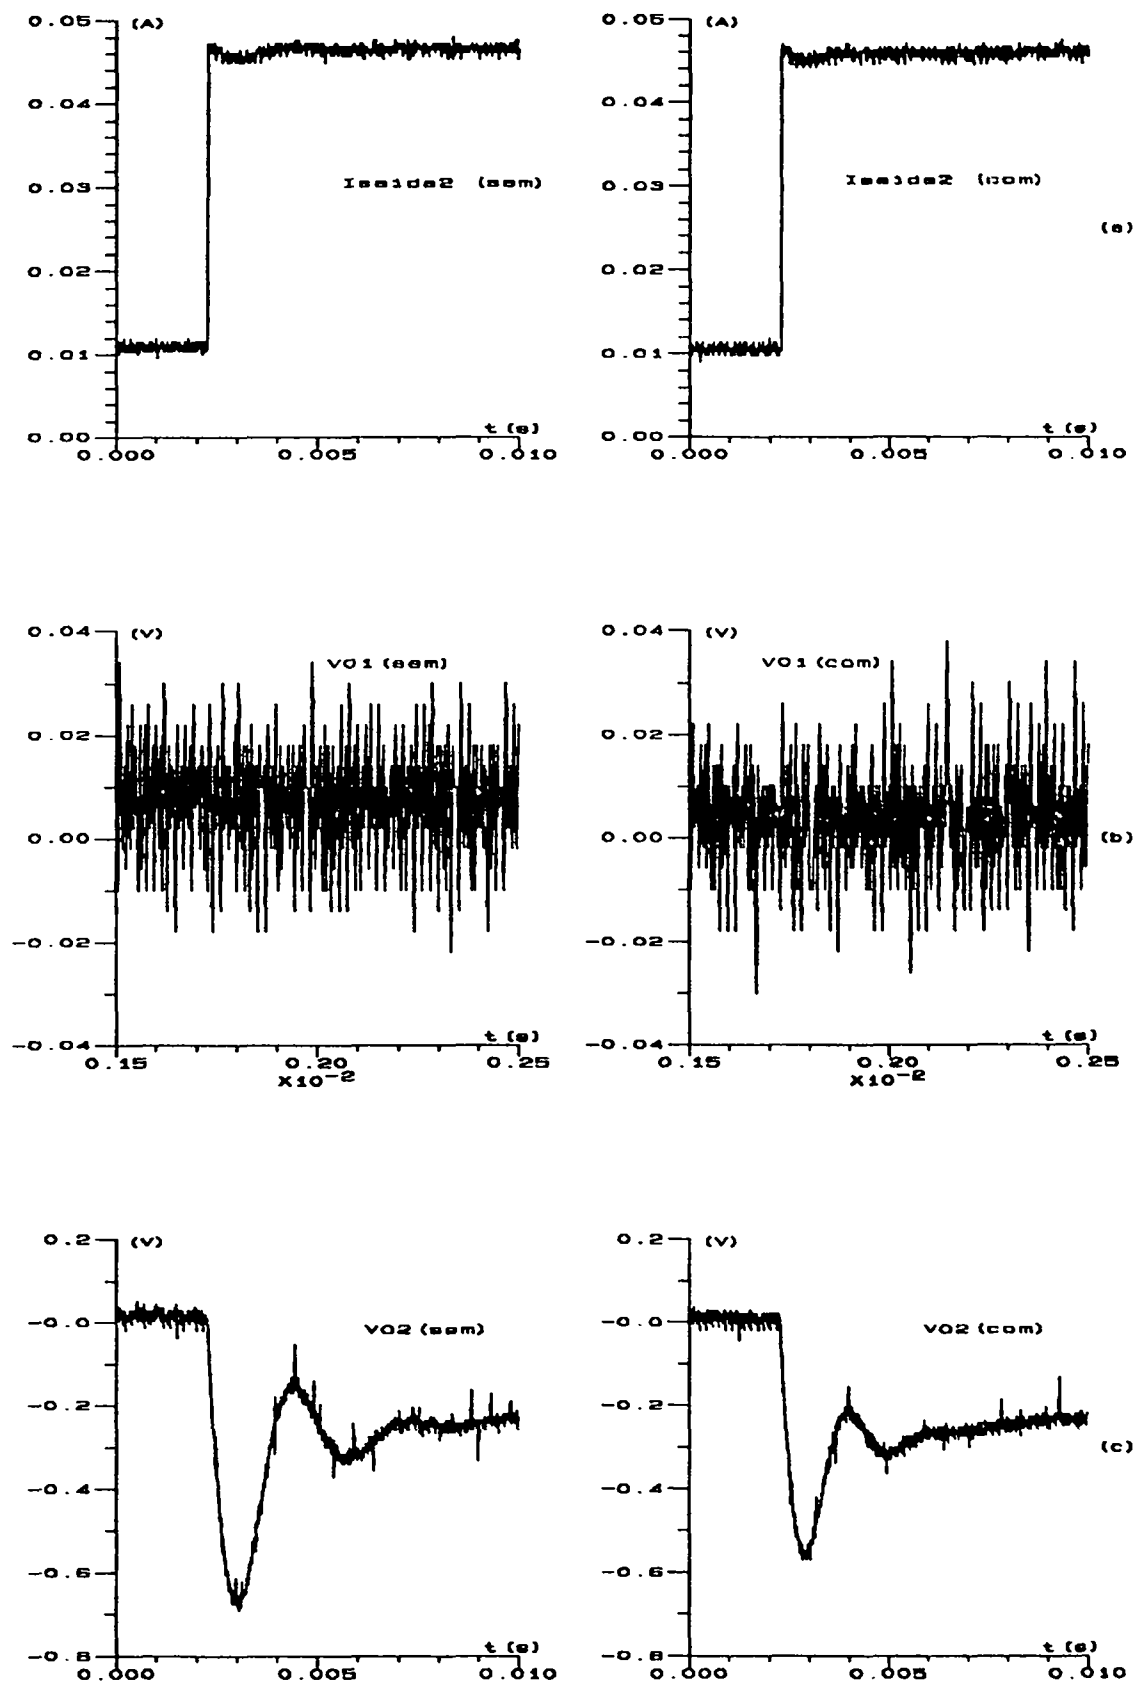 0.05 (A)
0.04
0.03
0.02
0.01
0.00
0.000 0.005 0.010
t (s)
Isaida2 (sem)
0.05 (A)
0.04
0.03
0.02
0.01
0.00
0.000 0.005 0.010
t (s)
Isaida2 (com)
(a)
0.04 (V)
0.02
0.00
-0.02
-0.04
0.15 0.20 0.25
X10-2
t (s)
VO1 (sem)
0.04 (V)
0.02
0.00
-0.02
-0.04
0.15 0.20 0.25
X10-2
t (s)
VO1 (com)
(b)
0.2 (V)
-0.0
-0.2
-0.4
-0.6
-0.8
0.000 0.005 0.010
t (s)
VO2 (sem)
0.2 (V)
-0.0
-0.2
-0.4
-0.6
-0.8
0.000 0.005 0.010
t (s)
VO2 (com)
(c)